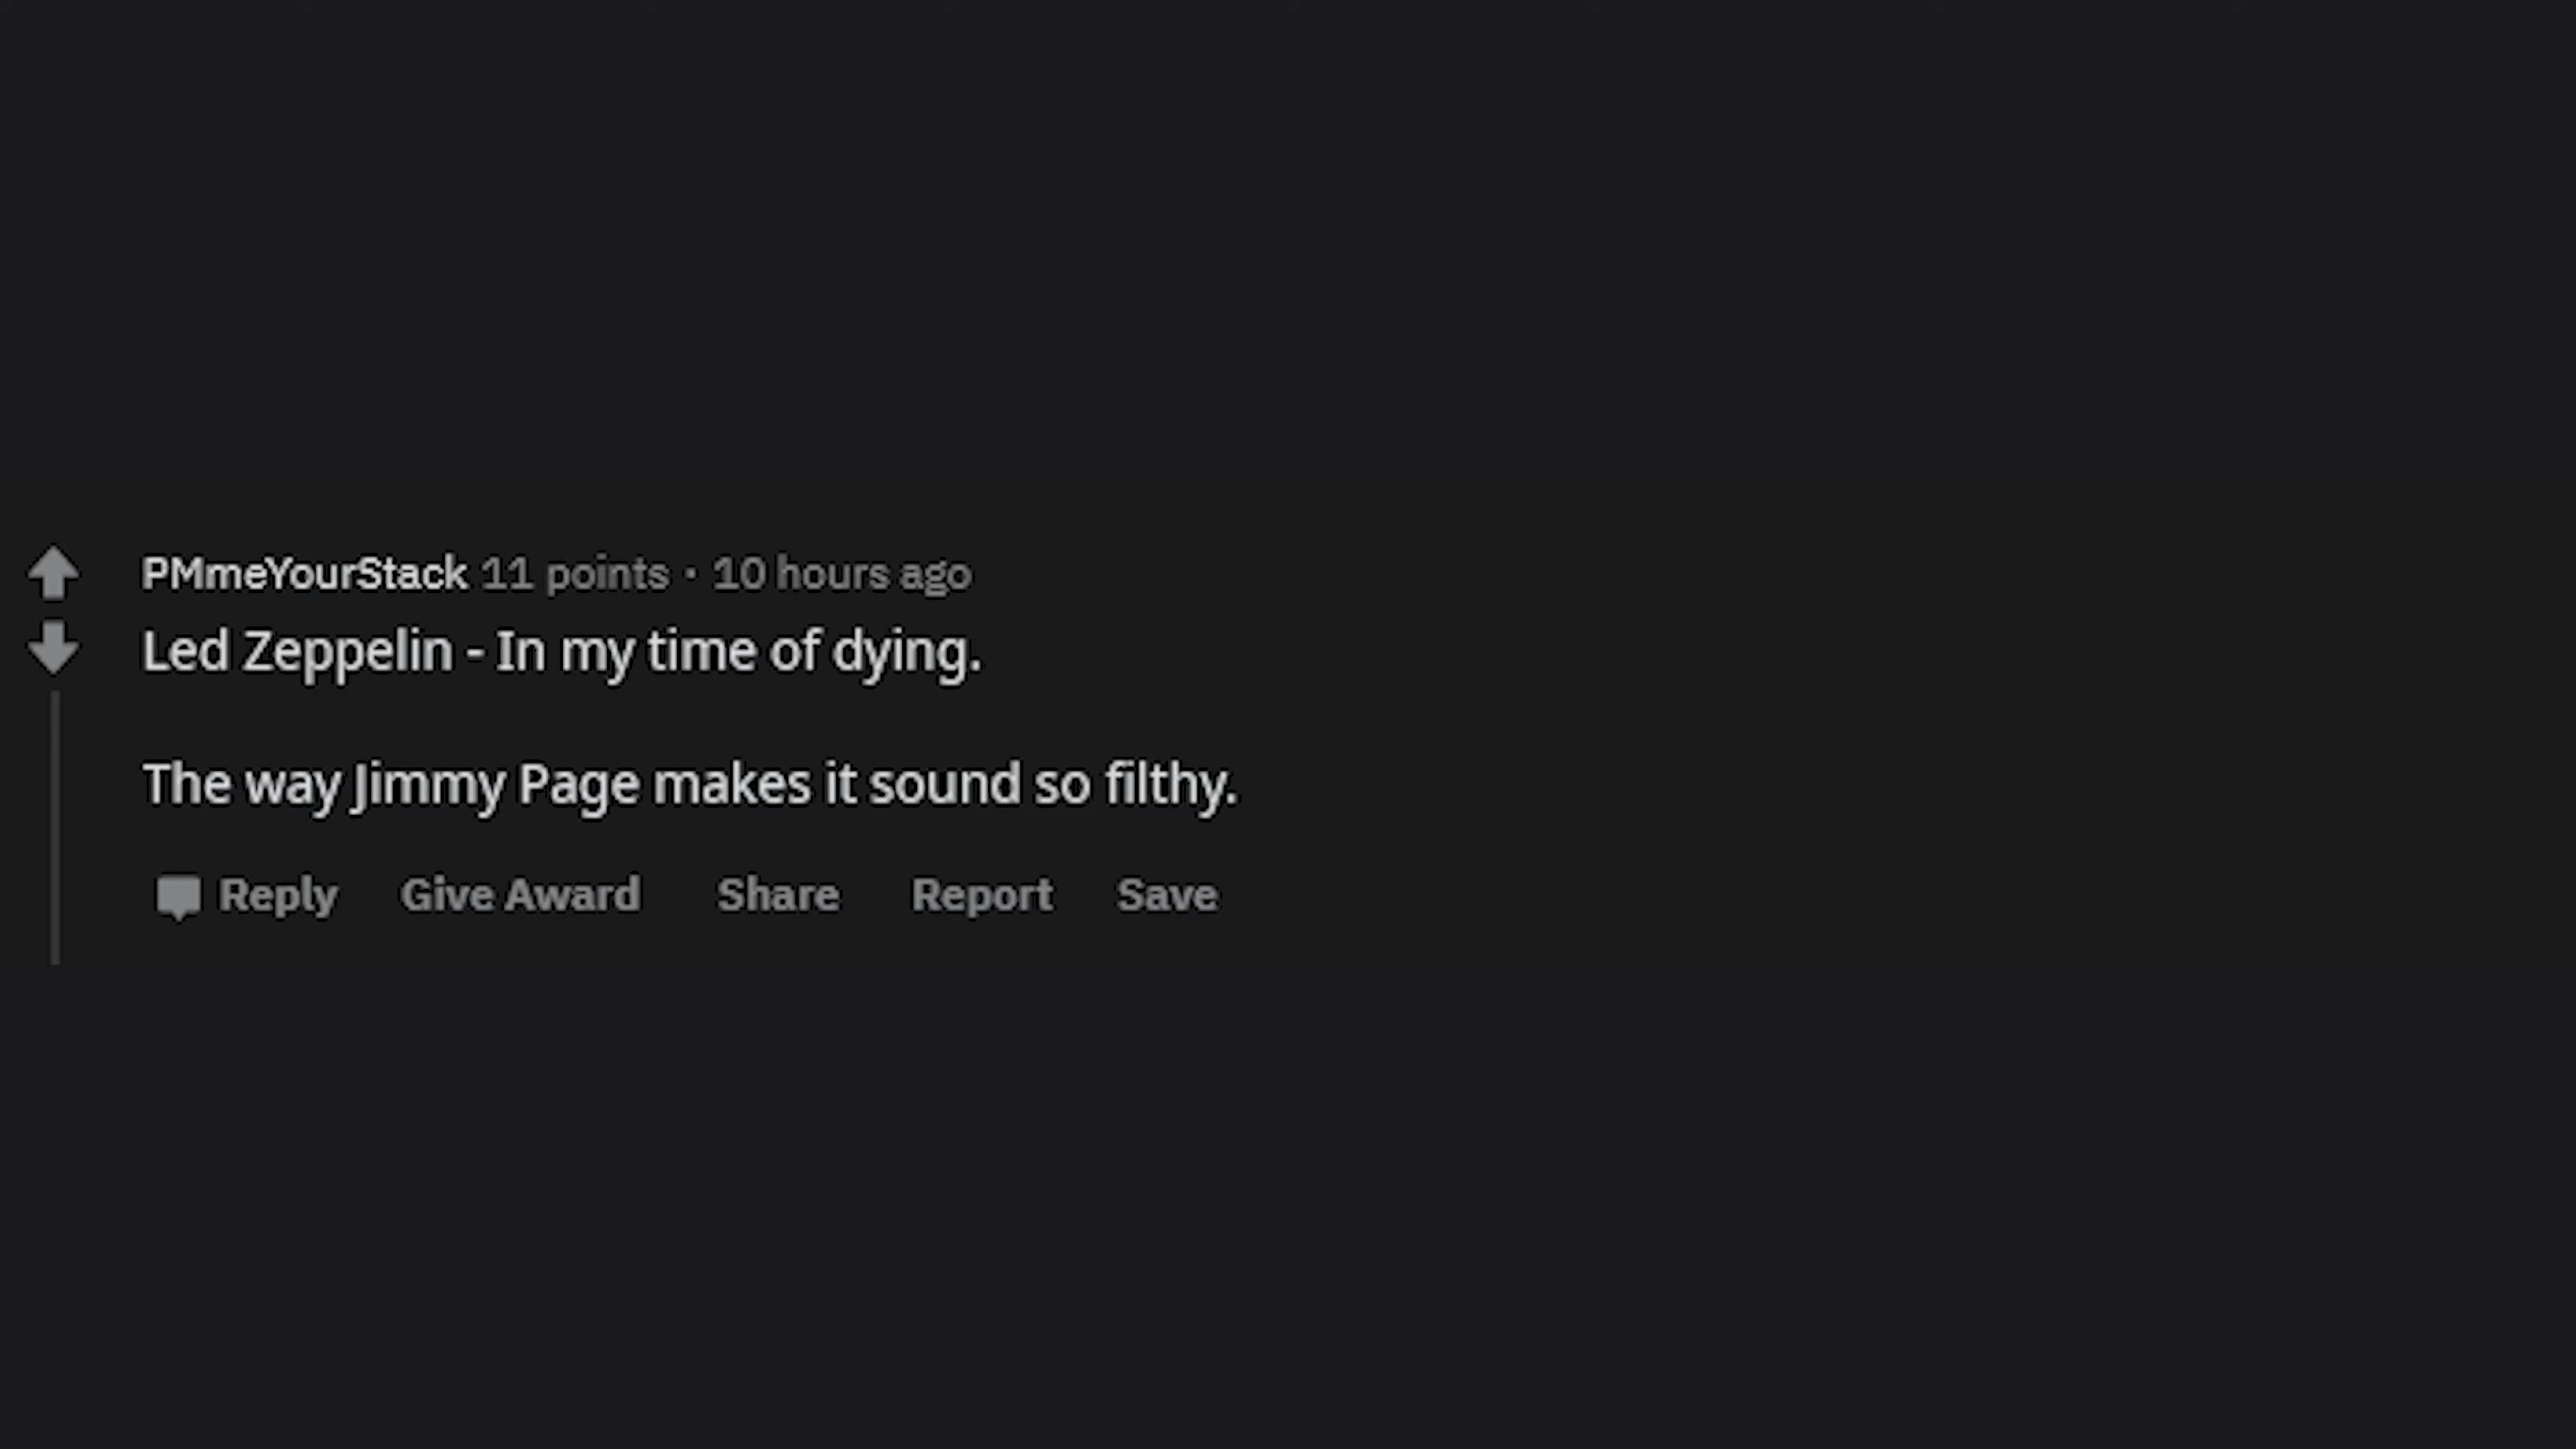 PMmeYourStack 11 points · 10 hours ago
Led Zeppelin - In my time of dying.
The way Jimmy Page makes it sound so filthy.
Reply Give Award Share Report Save